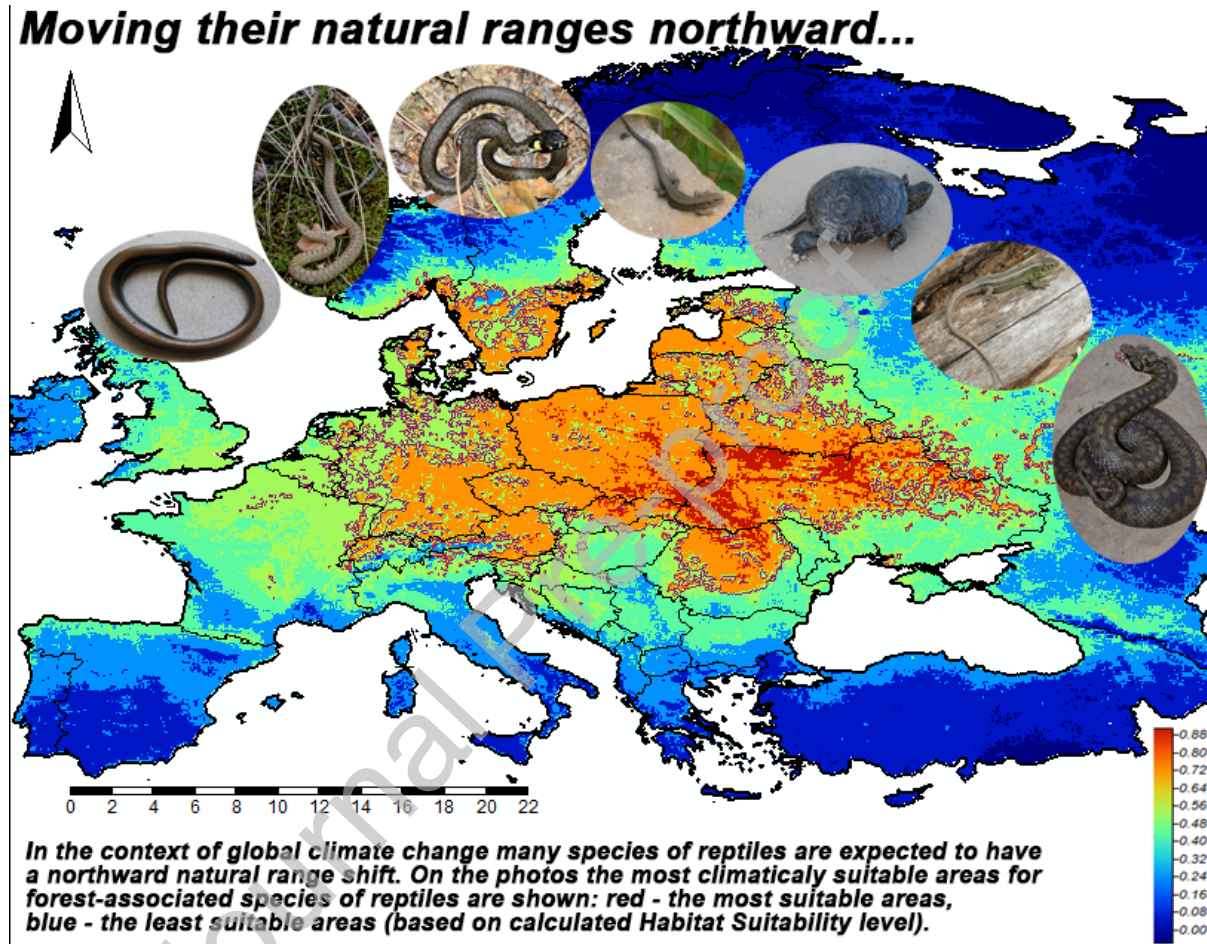 Moving their natural ranges northward...
0 2 4 6 8 10 12 14 16 18 20 22
0.88
0.80
0.72
0.64
0.56
0.48
0.40
0.32
0.24
0.16
0.08
0.00
In the context of global climate change many species of reptiles are expected to have
a northward natural range shift. On the photos the most climaticaly suitable areas for
forest-associated species of reptiles are shown: red - the most suitable areas,
blue - the least suitable areas (based on calculated Habitat Suitability level).
Journal Pre-proof